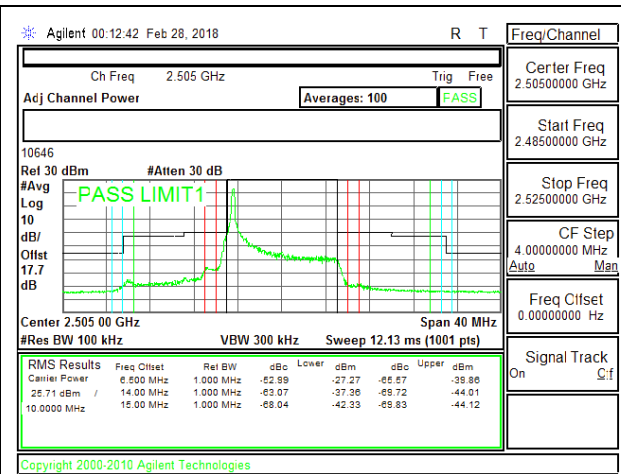 Agilent 00:12:42 Feb 28, 2018 R T
Ch Freq 2.505 GHz Trig Free
Adj Channel Power Averages: 100 PASS
10646
Ref 30 dBm #Atten 30 dB
#Avg
Log
10
dB/
Offst
17.7
dB
PASS LIMIT1
Center 2.505 00 GHz Span 40 MHz
#Res BW 100 kHz VBW 300 kHz Sweep 12.13 ms (1001 pts)
RMS Results Freq Offset Ref BW dBc Lower dBm dBc Upper dBm
Carrier Power 6.500 MHz 1.000 MHz -52.99 -27.27 -65.57 -39.86
25.71 dBm / 14.00 MHz 1.000 MHz -63.07 -37.36 -69.72 -44.01
10.0000 MHz 15.00 MHz 1.000 MHz -68.04 -42.33 -69.83 -44.12
Copyright 2000-2010 Agilent Technologies
Freq/Channel
Center Freq
2.50500000 GHz
Start Freq
2.48500000 GHz
Stop Freq
2.52500000 GHz
CF Step
4.00000000 MHz
Auto Man
Freq Offset
0.00000000 Hz
Signal Track
On Off